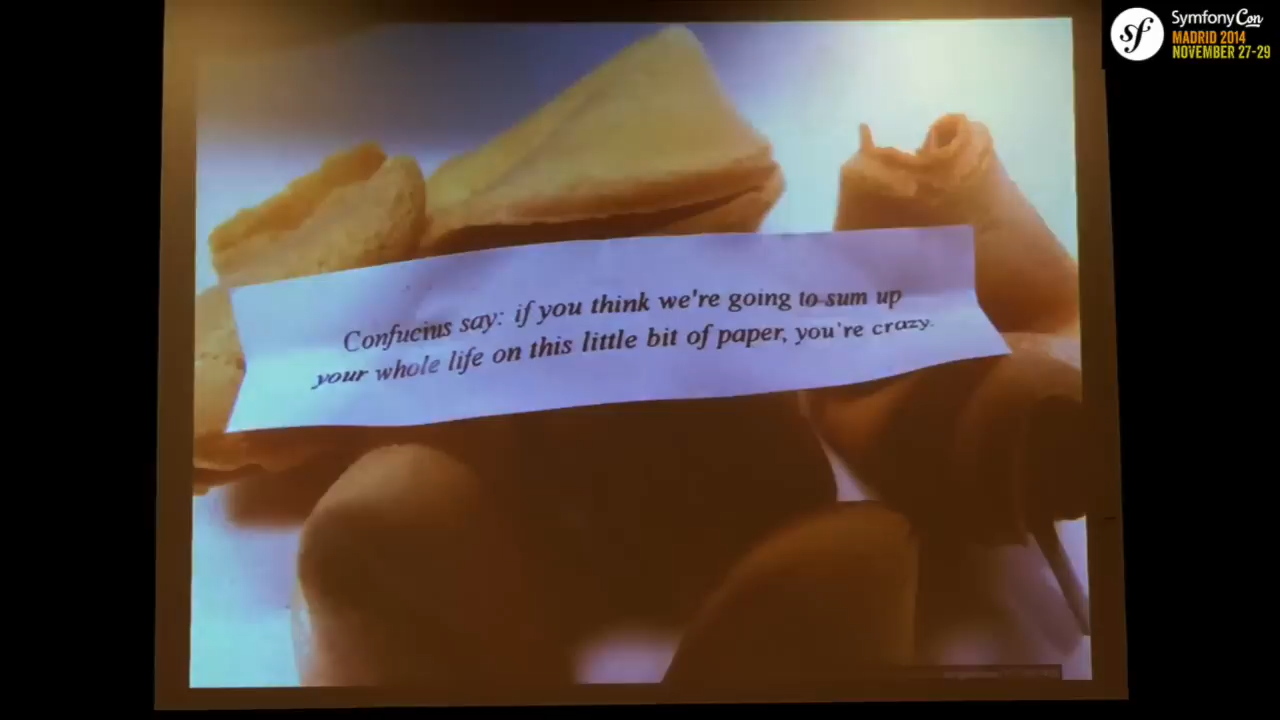 SymfonyCon
MADRID 2014
NOVEMBER 27-29
Confucius say: if you think we're going to sum up
your whole life on this little bit of paper, you're crazy.